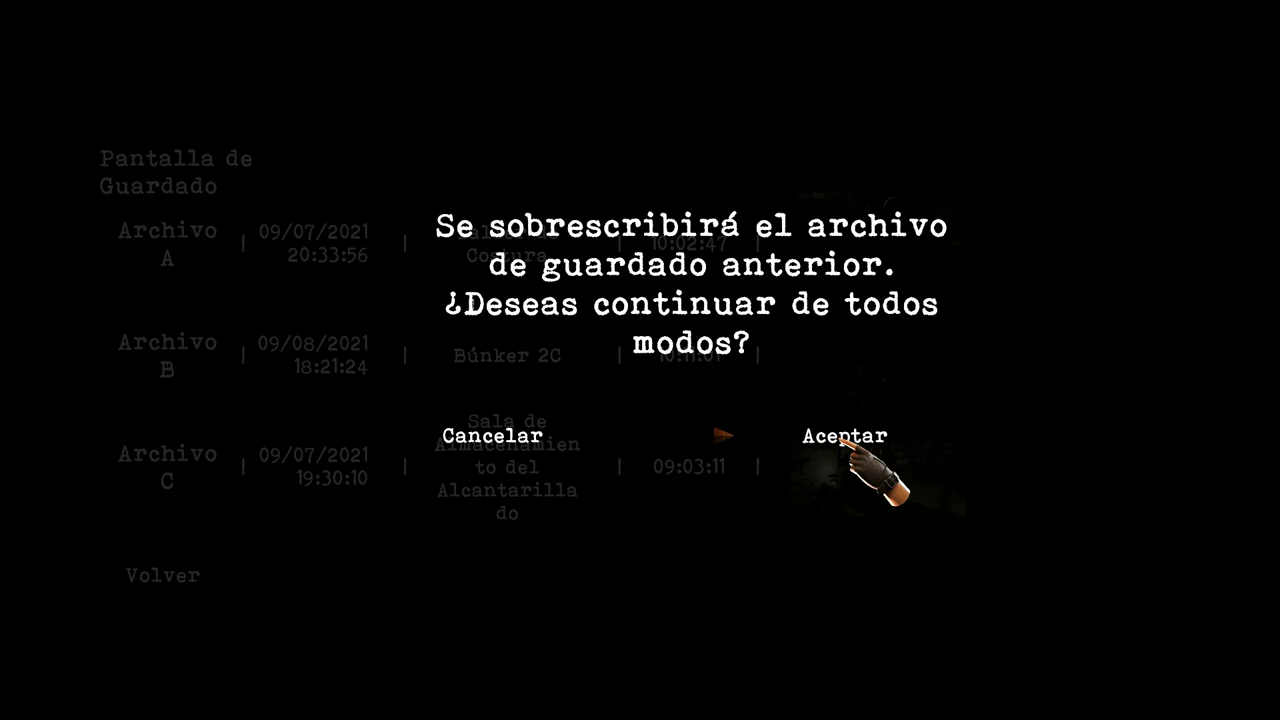 Pantalla de
Guardado
Se sobrescribirá el archivo
de guardado anterior.
¿Deseas continuar de todos
modos?
Archivo
A
|
09/07/2021
20:33:56
|
Costura
|
10:02:47
|
Archivo
B
|
09/08/2021
18:21:24
|
Búnker 2C
|
|
Cancelar
Aceptar
Archivo
C
|
09/07/2021
19:30:10
|
Sala de
Almacenamien
to del
Alcantarilla
do
|
09:03:11
|
Volver